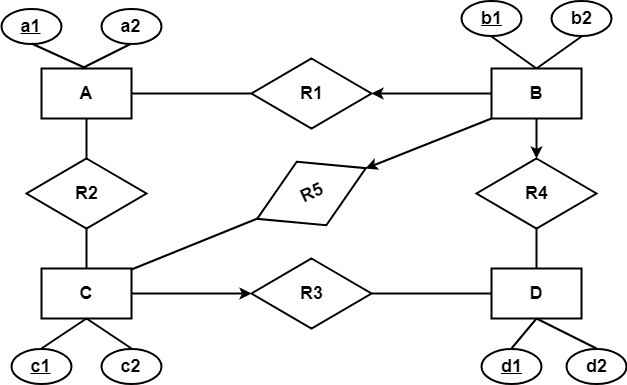 a1 a2 b1 b2
A R1 B
R2 R5 R4
C R3 D
c1 c2 d1 d2